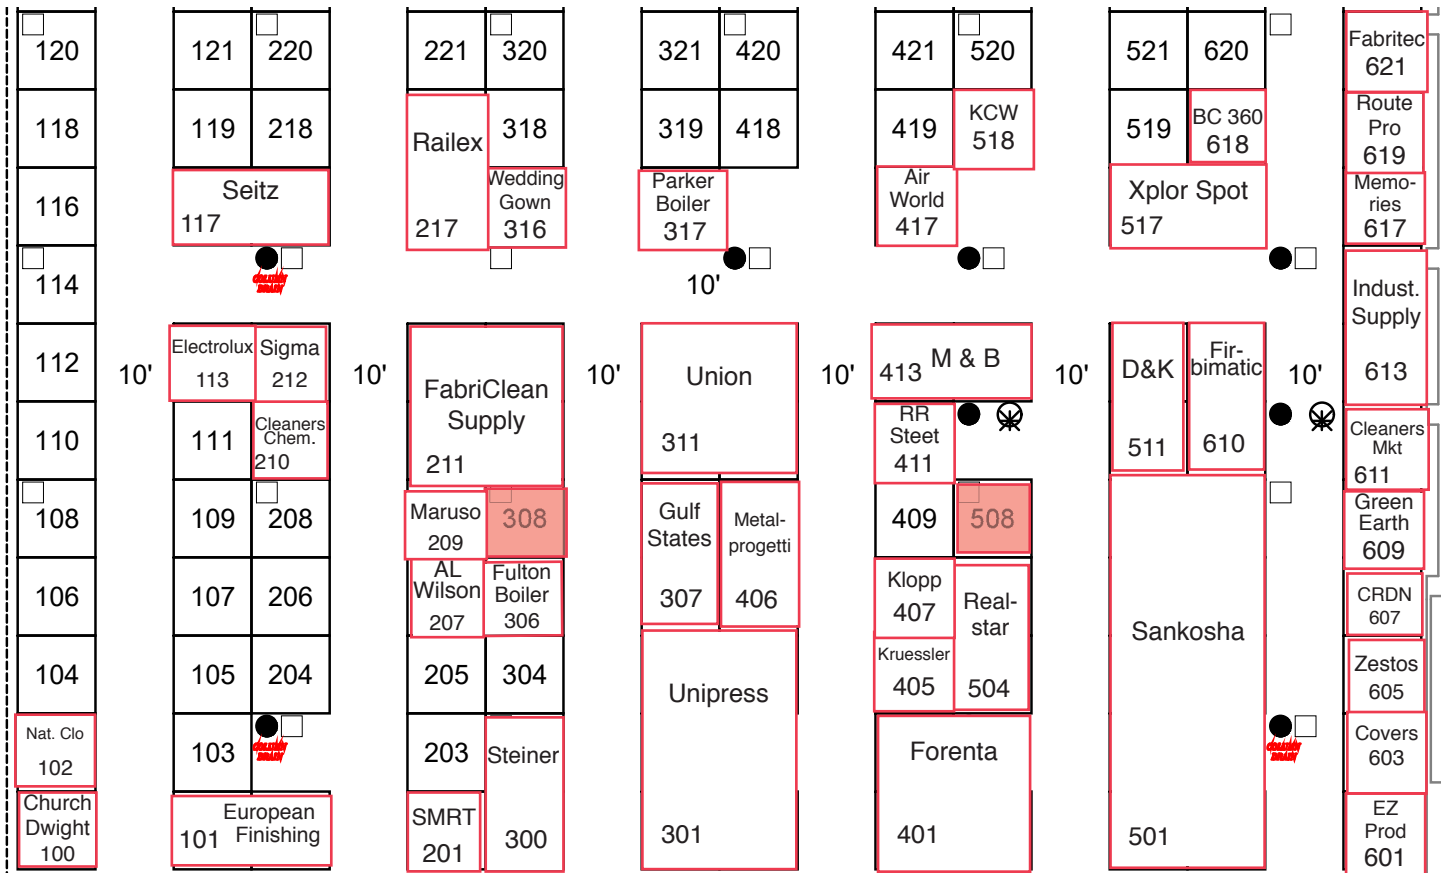 120
121
220
221
320
321
420
421
520
521
620
Fabritec
621
118
119
218
Railex
217
318
319
418
419
KCW
518
519
BC 360
618
Route
Pro
619
116
Seitz
117
Wedding
Gown
316
Parker
Boiler
317
Air
World
417
Xplor Spot
517
Memo-
ries
617
114
10'
Indust.
Supply
613
112
10'
Electrolux
113
Sigma
212
10'
FabriClean
Supply
211
10'
Union
311
10'
M & B
413
10'
D&K
511
Fir-
bimatic
610
10'
110
111
Cleaners
Chem.
210
RR
Steet
411
Cleaners
Mkt
611
108
109
208
Maruso
209
308
Gulf
States
307
Metal-
progetti
406
409
508
Green
Earth
609
106
107
206
AL
Wilson
207
Fulton
Boiler
306
Klopp
407
Real-
star
504
Sankosha
501
CRDN
607
104
105
204
205
304
Unipress
301
Kruessler
405
Zestos
605
Nat. Clo
102
103
203
Steiner
300
Forenta
401
Covers
603
Church
Dwight
100
European
Finishing
101
SMRT
201
EZ
Prod
601